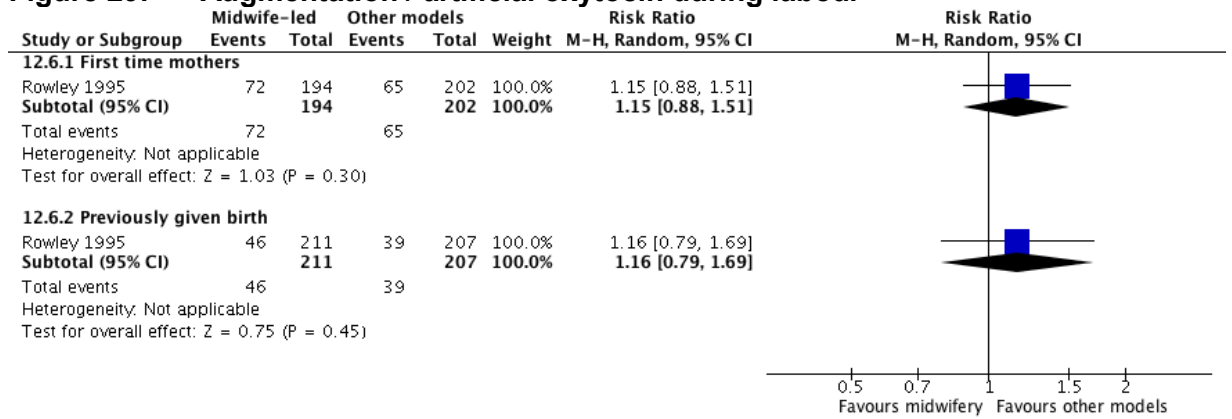 Midwife-led Other models Risk Ratio Risk Ratio
Study or Subgroup Events Total Events Total Weight M-H, Random, 95% CI M-H, Random, 95% CI
12.6.1 First time mothers
Rowley 1995 72 194 65 202 100.0% 1.15 [0.88, 1.51]
Subtotal (95% CI) 194 202 100.0% 1.15 [0.88, 1.51]
Total events 72 65
Heterogeneity: Not applicable
Test for overall effect: Z = 1.03 (P = 0.30)
12.6.2 Previously given birth
Rowley 1995 46 211 39 207 100.0% 1.16 [0.79, 1.69]
Subtotal (95% CI) 211 207 100.0% 1.16 [0.79, 1.69]
Total events 46 39
Heterogeneity: Not applicable
Test for overall effect: Z = 0.75 (P = 0.45)
0.5 0.7 1 1.5 2
Favours midwifery Favours other models